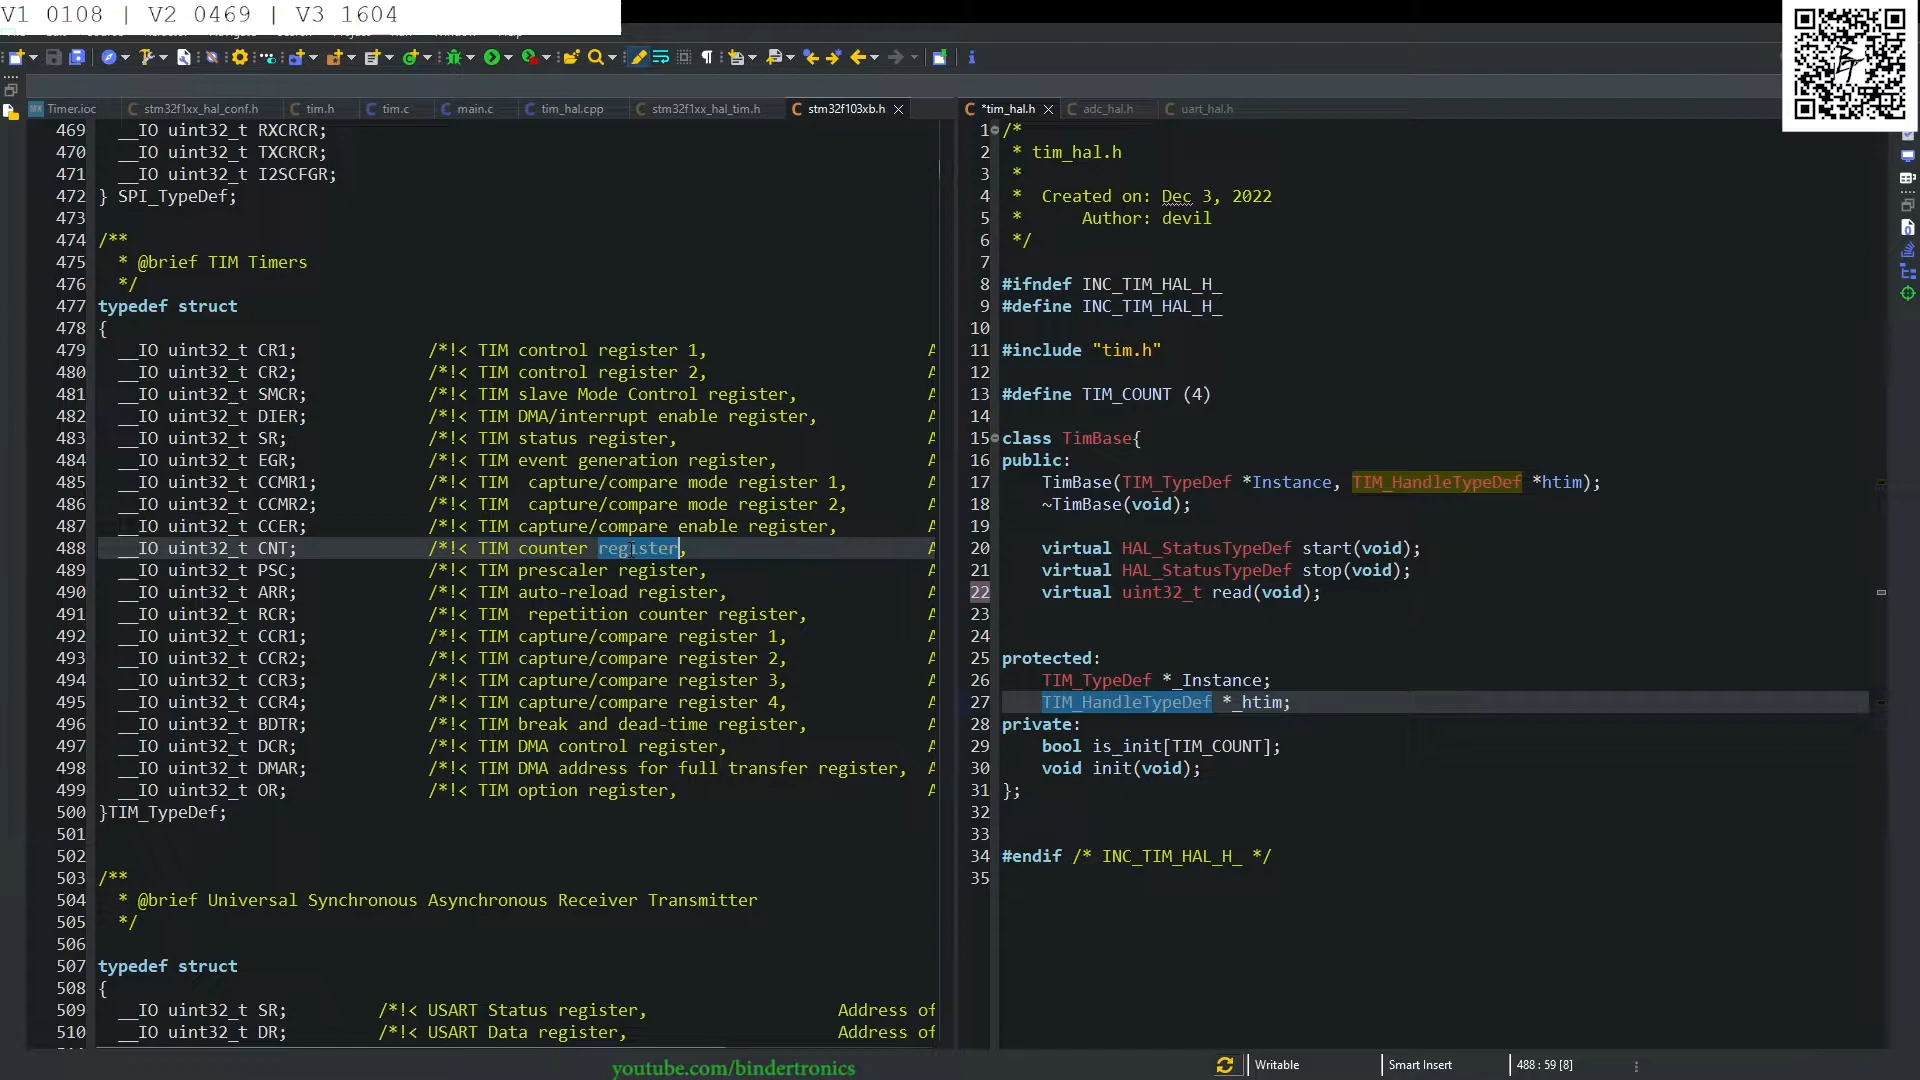 V1 0108 | V2 0469 | V3 1604
Timer.ioc
stm32f1xx_hal_conf.h
tim.h
tim.c
main.c
tim_hal.cpp
stm32f1xx_hal_tim.h
stm32f103xb.h
*tim_hal.h
adc_hal.h
uart_hal.h
469 __IO uint32_t RXCRCR;
470 __IO uint32_t TXCRCR;
471 __IO uint32_t I2SCFGR;
472 } SPI_TypeDef;
473
474 /**
475 * @brief TIM Timers
476 */
477 typedef struct
478 {
479 __IO uint32_t CR1; /*!< TIM control register 1, A
480 __IO uint32_t CR2; /*!< TIM control register 2, A
481 __IO uint32_t SMCR; /*!< TIM slave Mode Control register, A
482 __IO uint32_t DIER; /*!< TIM DMA/interrupt enable register, A
483 __IO uint32_t SR; /*!< TIM status register, A
484 __IO uint32_t EGR; /*!< TIM event generation register, A
485 __IO uint32_t CCMR1; /*!< TIM  capture/compare mode register 1, A
486 __IO uint32_t CCMR2; /*!< TIM  capture/compare mode register 2, A
487 __IO uint32_t CCER; /*!< TIM capture/compare enable register, A
488 __IO uint32_t CNT; /*!< TIM counter register, A
489 __IO uint32_t PSC; /*!< TIM prescaler register, A
490 __IO uint32_t ARR; /*!< TIM auto-reload register, A
491 __IO uint32_t RCR; /*!< TIM  repetition counter register, A
492 __IO uint32_t CCR1; /*!< TIM capture/compare register 1, A
493 __IO uint32_t CCR2; /*!< TIM capture/compare register 2, A
494 __IO uint32_t CCR3; /*!< TIM capture/compare register 3, A
495 __IO uint32_t CCR4; /*!< TIM capture/compare register 4, A
496 __IO uint32_t BDTR; /*!< TIM break and dead-time register, A
497 __IO uint32_t DCR; /*!< TIM DMA control register, A
498 __IO uint32_t DMAR; /*!< TIM DMA address for full transfer register, A
499 __IO uint32_t OR; /*!< TIM option register, A
500 }TIM_TypeDef;
501
502
503 /**
504 * @brief Universal Synchronous Asynchronous Receiver Transmitter
505 */
506
507 typedef struct
508 {
509 __IO uint32_t SR; /*!< USART Status register, Address of
510 __IO uint32_t DR; /*!< USART Data register, Address of
1 /*
2 * tim_hal.h
3 *
4 * Created on: Dec 3, 2022
5 * Author: devil
6 */
7
8 #ifndef INC_TIM_HAL_H_
9 #define INC_TIM_HAL_H_
10
11 #include "tim.h"
12
13 #define TIM_COUNT (4)
14
15 class TimBase{
16 public:
17 TimBase(TIM_TypeDef *Instance, TIM_HandleTypeDef *htim);
18 ~TimBase(void);
19
20 virtual HAL_StatusTypeDef start(void);
21 virtual HAL_StatusTypeDef stop(void);
22 virtual uint32_t read(void);
23
24
25 protected:
26 TIM_TypeDef *_Instance;
27 TIM_HandleTypeDef *_htim;
28 private:
29 bool is_init[TIM_COUNT];
30 void init(void);
31 };
32
33
34 #endif /* INC_TIM_HAL_H_ */
35
youtube.com/bindertronics
Writable
Smart Insert
488 : 59 [8]